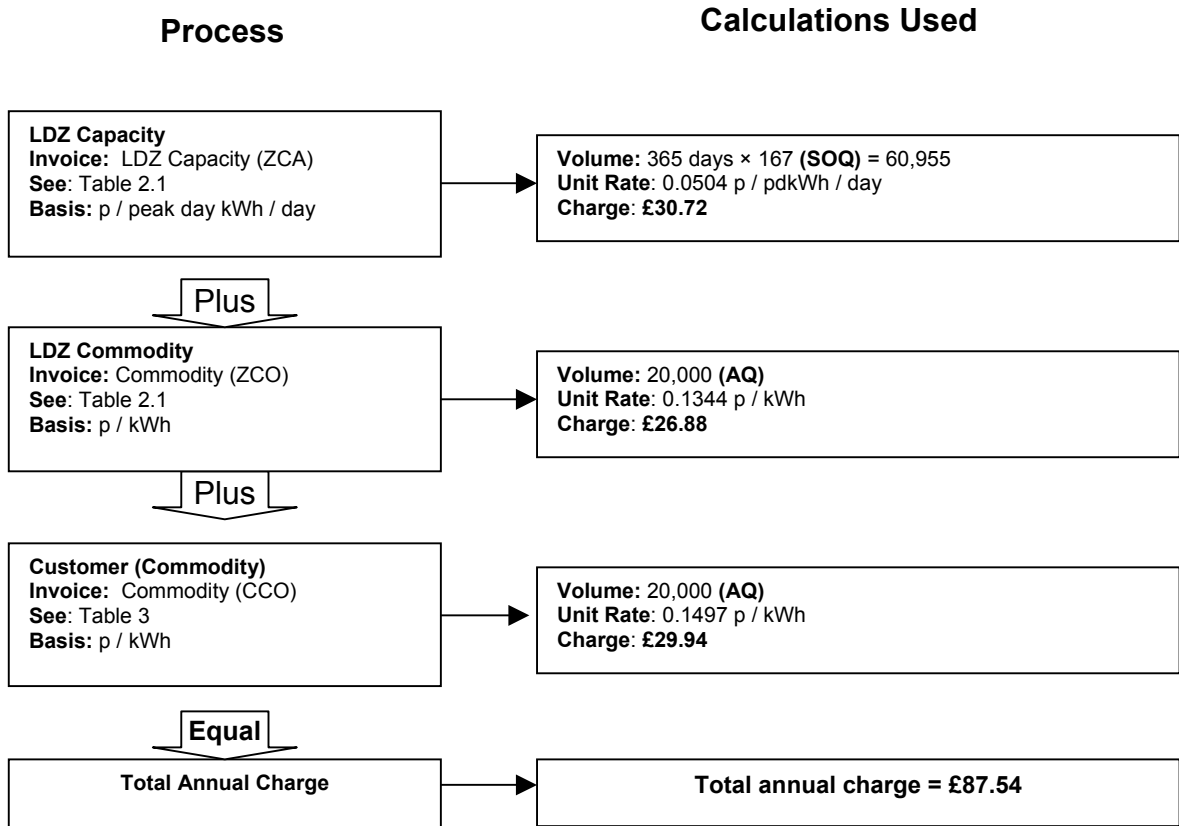 Process
Calculations Used
LDZ Capacity
Invoice: LDZ Capacity (ZCA)
See: Table 2.1
Basis: p / peak day kWh / day
Volume: 365 days × 167 (SOQ) = 60,955
Unit Rate: 0.0504 p / pdkWh / day
Charge: £30.72
Plus
LDZ Commodity
Invoice: Commodity (ZCO)
See: Table 2.1
Basis: p / kWh
Volume: 20,000 (AQ)
Unit Rate: 0.1344 p / kWh
Charge: £26.88
Plus
Customer (Commodity)
Invoice: Commodity (CCO)
See: Table 3
Basis: p / kWh
Volume: 20,000 (AQ)
Unit Rate: 0.1497 p / kWh
Charge: £29.94
Equal
Total Annual Charge
Total annual charge = £87.54